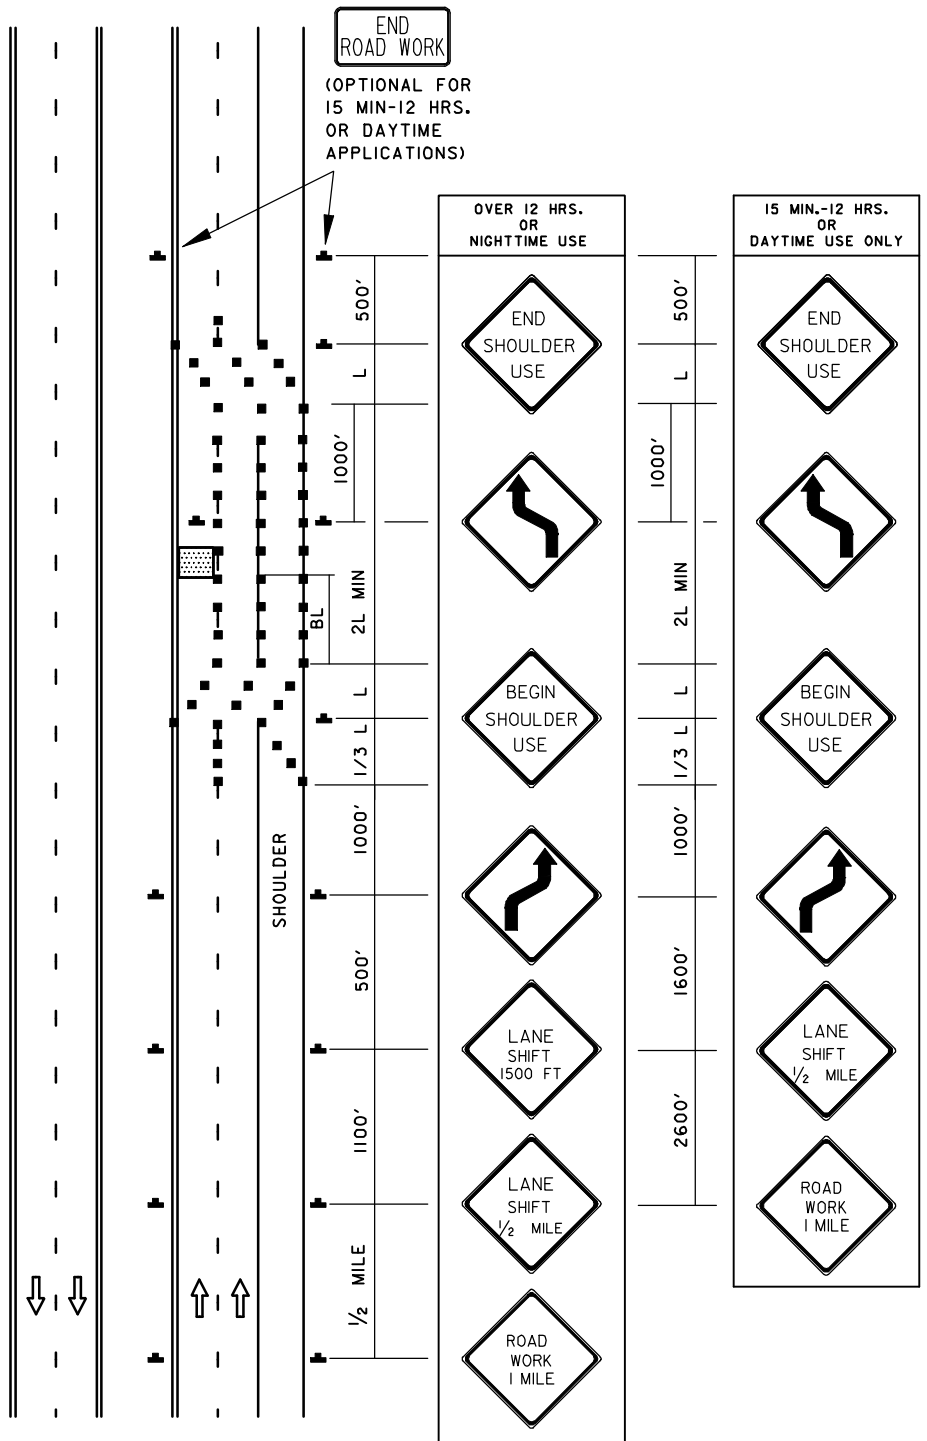 END
ROAD WORK
(OPTIONAL FOR
15 MIN-12 HRS.
OR DAYTIME
APPLICATIONS)
OVER 12 HRS.
OR
NIGHTTIME USE
15 MIN.-12 HRS.
OR
DAYTIME USE ONLY
500'
L
1000'
2L MIN
BL
L
1/3 L
1000'
500'
1100'
1/2 MILE
SHOULDER
END
SHOULDER
USE
BEGIN
SHOULDER
USE
LANE
SHIFT
1500 FT
LANE
SHIFT
1/2 MILE
ROAD
WORK
1 MILE
500'
L
1000'
2L MIN
L
1/3 L
1000'
1600'
2600'
END
SHOULDER
USE
BEGIN
SHOULDER
USE
LANE
SHIFT
1/2 MILE
ROAD
WORK
1 MILE